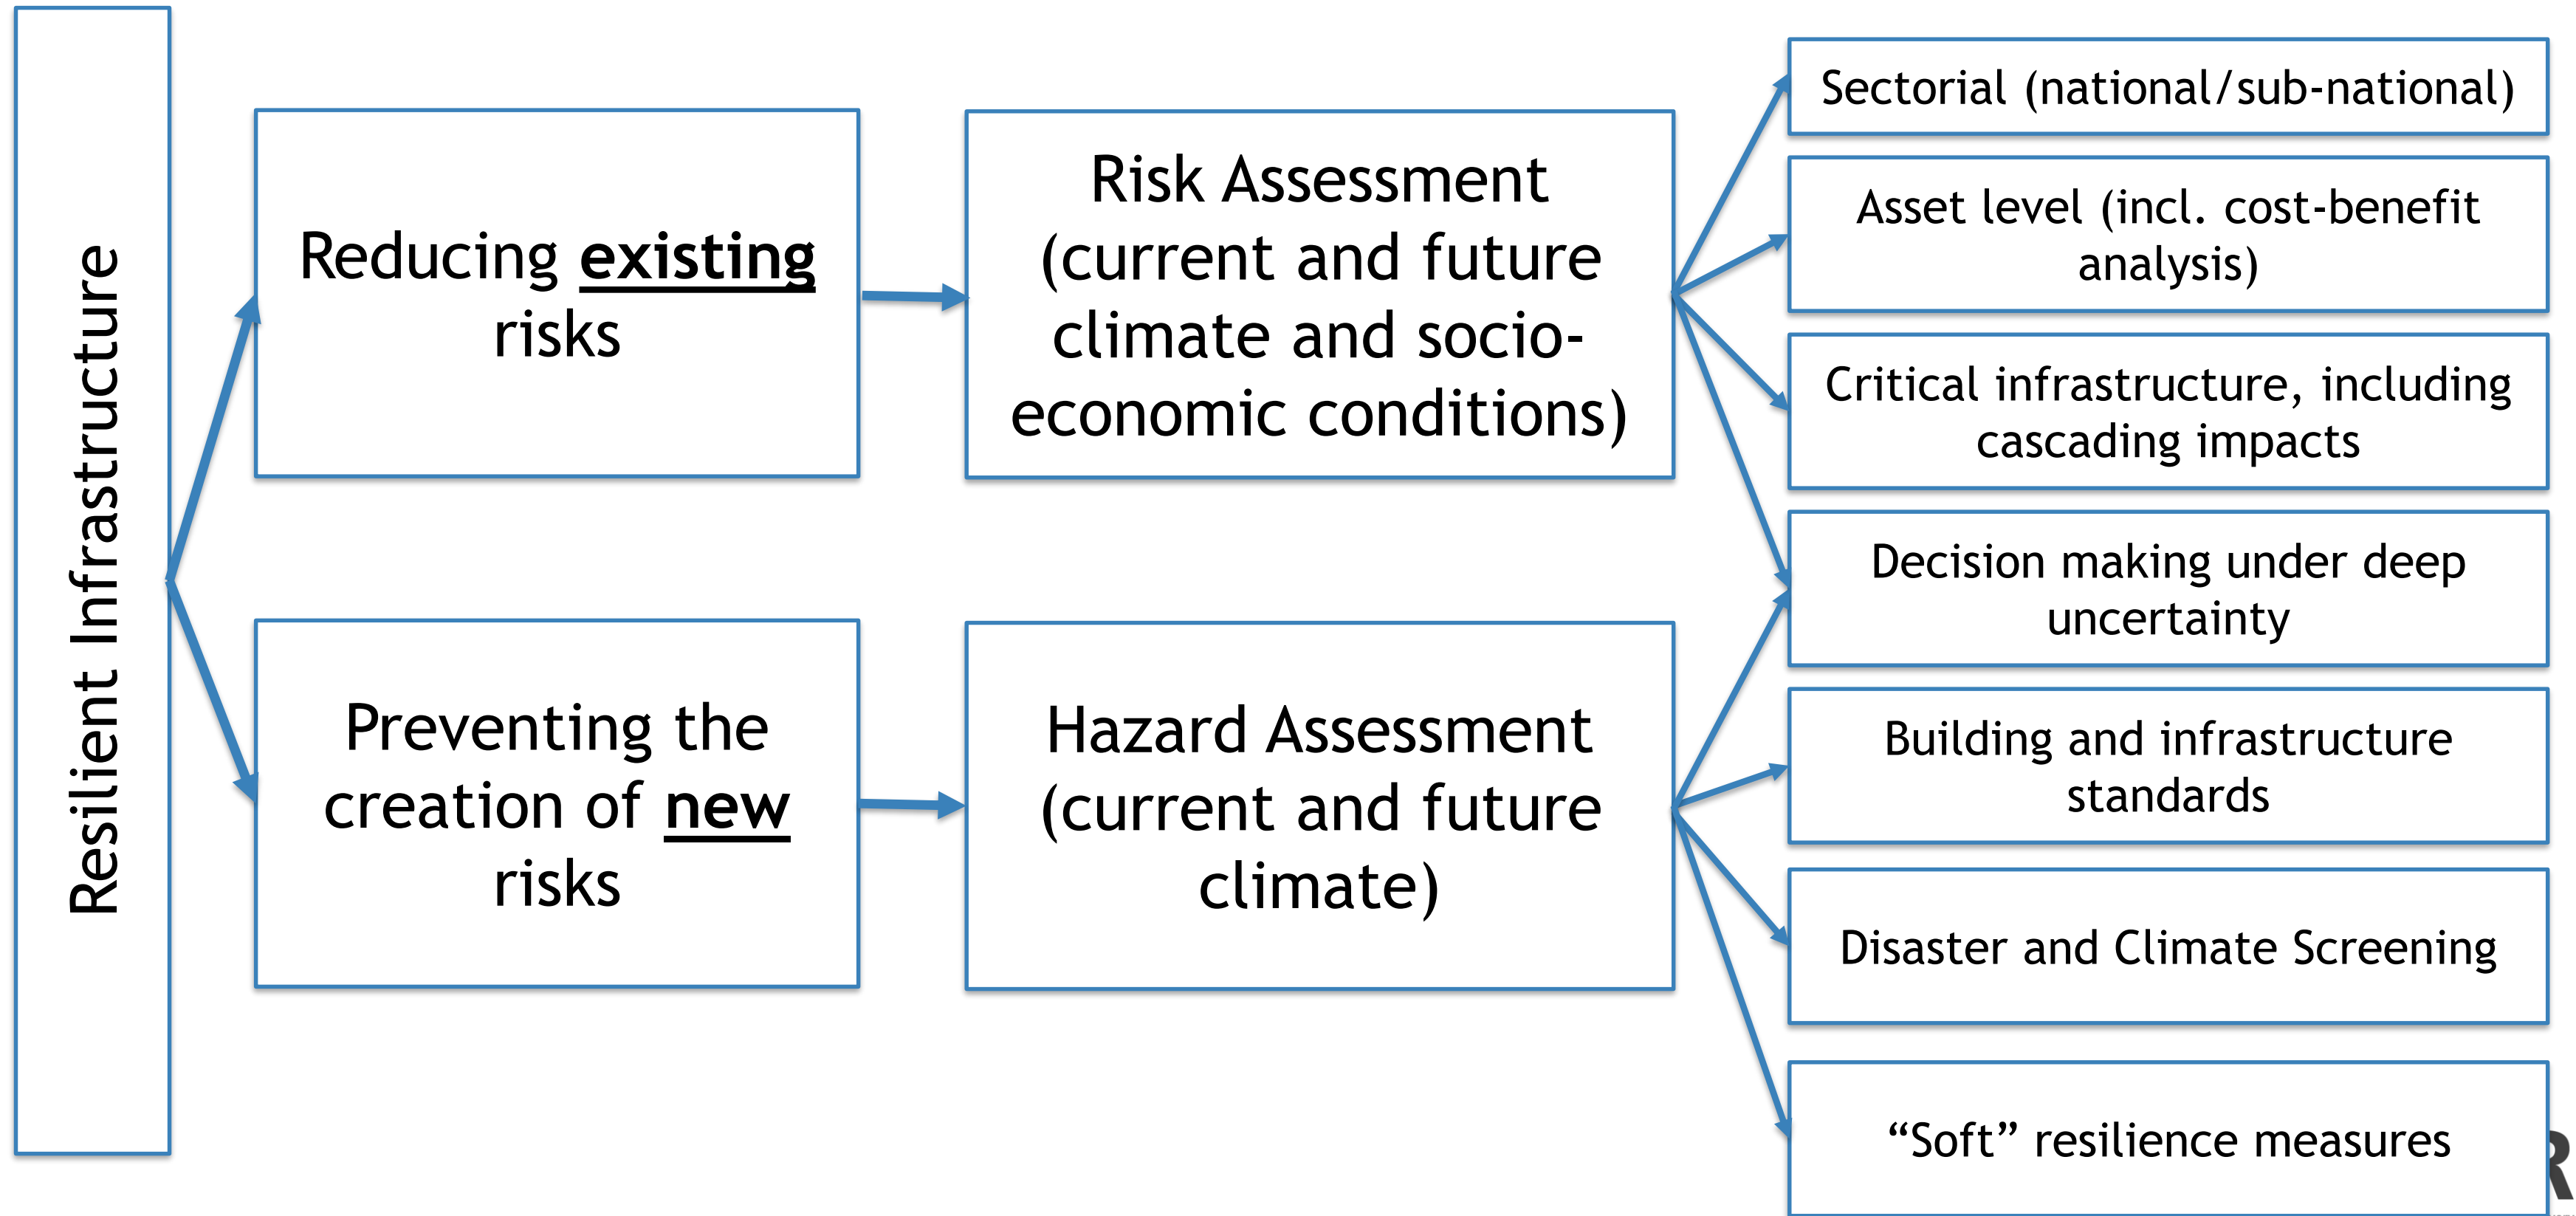 Resilient Infrastructure
Reducing existing
risks
Preventing the
creation of new
risks
Risk Assessment
(current and future
climate and socio-
economic conditions)
Hazard Assessment
(current and future
climate)
Sectorial (national/sub-national)
Asset level (incl. cost-benefit
analysis)
Critical infrastructure, including
cascading impacts
Decision making under deep
uncertainty
Building and infrastructure
standards
Disaster and Climate Screening
“Soft” resilience measures
R